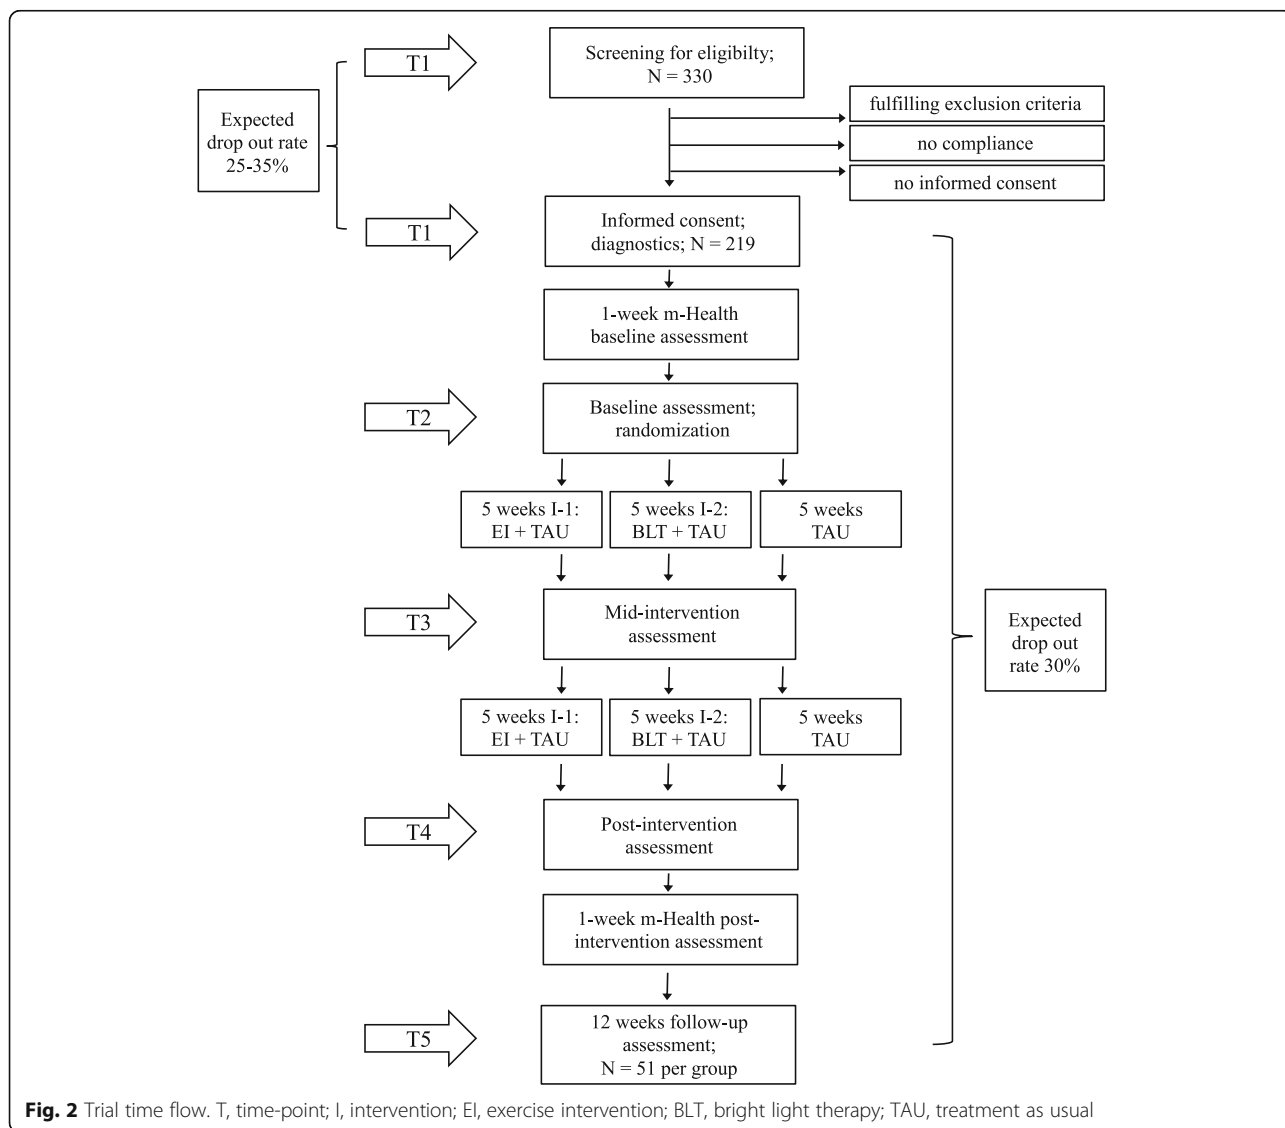 T1
Screening for eligibilty;
N = 330
Expected
drop out rate
25-35%
fulfilling exclusion criteria
no compliance
no informed consent
T1
Informed consent;
diagnostics; N = 219
1-week m-Health
baseline assessment
T2
Baseline assessment;
randomization
5 weeks I-1:
EI + TAU
5 weeks I-2:
BLT + TAU
5 weeks
TAU
T3
Mid-intervention
assessment
Expected
drop out
rate 30%
5 weeks I-1:
EI + TAU
5 weeks I-2:
BLT + TAU
5 weeks
TAU
T4
Post-intervention
assessment
1-week m-Health post-
intervention assessment
T5
12 weeks follow-up
assessment;
N = 51 per group
Fig. 2 Trial time flow. T, time-point; I, intervention; EI, exercise intervention; BLT, bright light therapy; TAU, treatment as usual